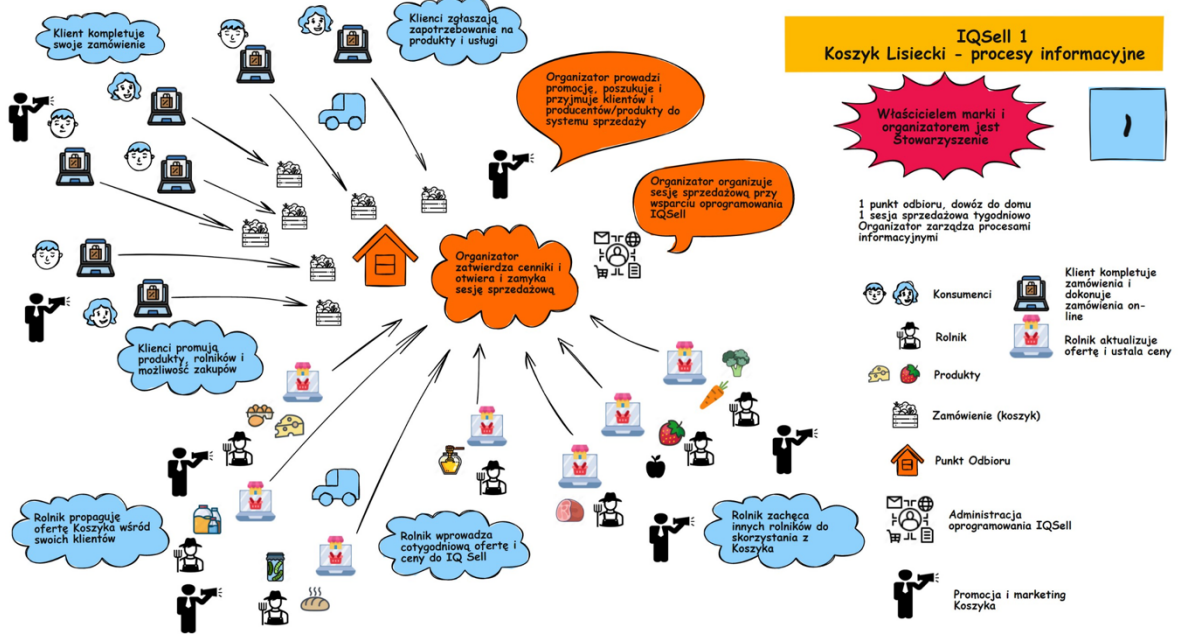 Klient kompletuje
swoje zamówienie
Klienci zgłaszają
zapotrzebowanie na
produkty i usługi
Organizator prowadzi
promocję, poszukuje i
przyjmuje klientów i
producentów/produkty do
systemu sprzedaży
IQSell 1
Koszyk Lisiecki - procesy informacyjne
Właścicielem marki i
organizatorem jest
Stowarzyszenie
1
Organizator organizuje
sesję sprzedażową przy
wsparciu oprogramowania
IQSell
1 punkt odbioru, dowóz do domu
1 sesja sprzedażowa tygodniowo
Organizator zarządza procesami
informacyjnymi
Organizator
zatwierdza cenniki i
otwiera i zamyka
sesję sprzedażową
Klienci promują
produkty, rolników i
możliwość zakupów
Konsumenci
Klient kompletuje
zamówienia i
dokonuje
zamówienia on-
line
Rolnik
Rolnik aktualizuje
ofertę i ustala ceny
Produkty
Zamówienie (koszyk)
Punkt Odbioru
Administracja
oprogramowania IQSell
Promocja i marketing
Koszyka
Rolnik propaguję
ofertę Koszyka wśród
swoich klientów
Rolnik wprowadza
cotygodniową ofertę i
ceny do IQ Sell
Rolnik zachęca
innych rolników do
skorzystania z
Koszyka